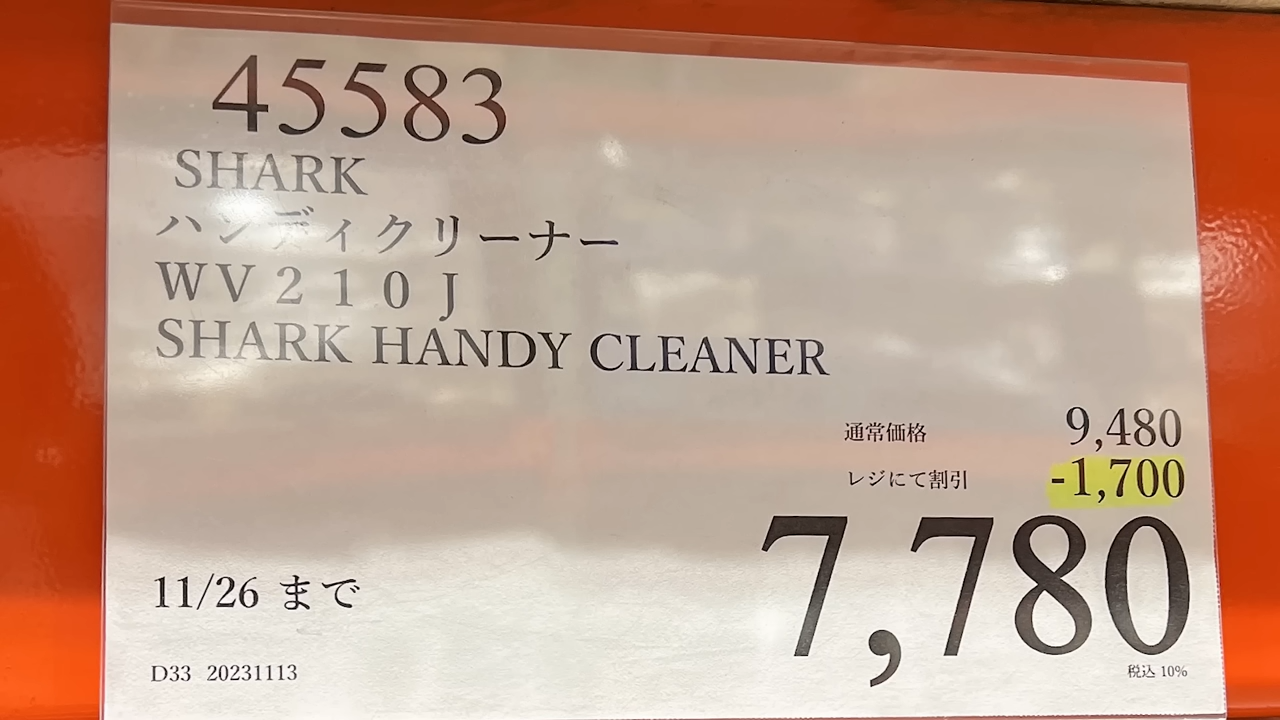 45583
SHARK
ハンディクリーナー
ＷＶ２１０Ｊ
SHARK HANDY CLEANER
通常価格 9,480
レジにて割引 -1,700
7,780
11/26 まで
税込 10%
D33 20231113